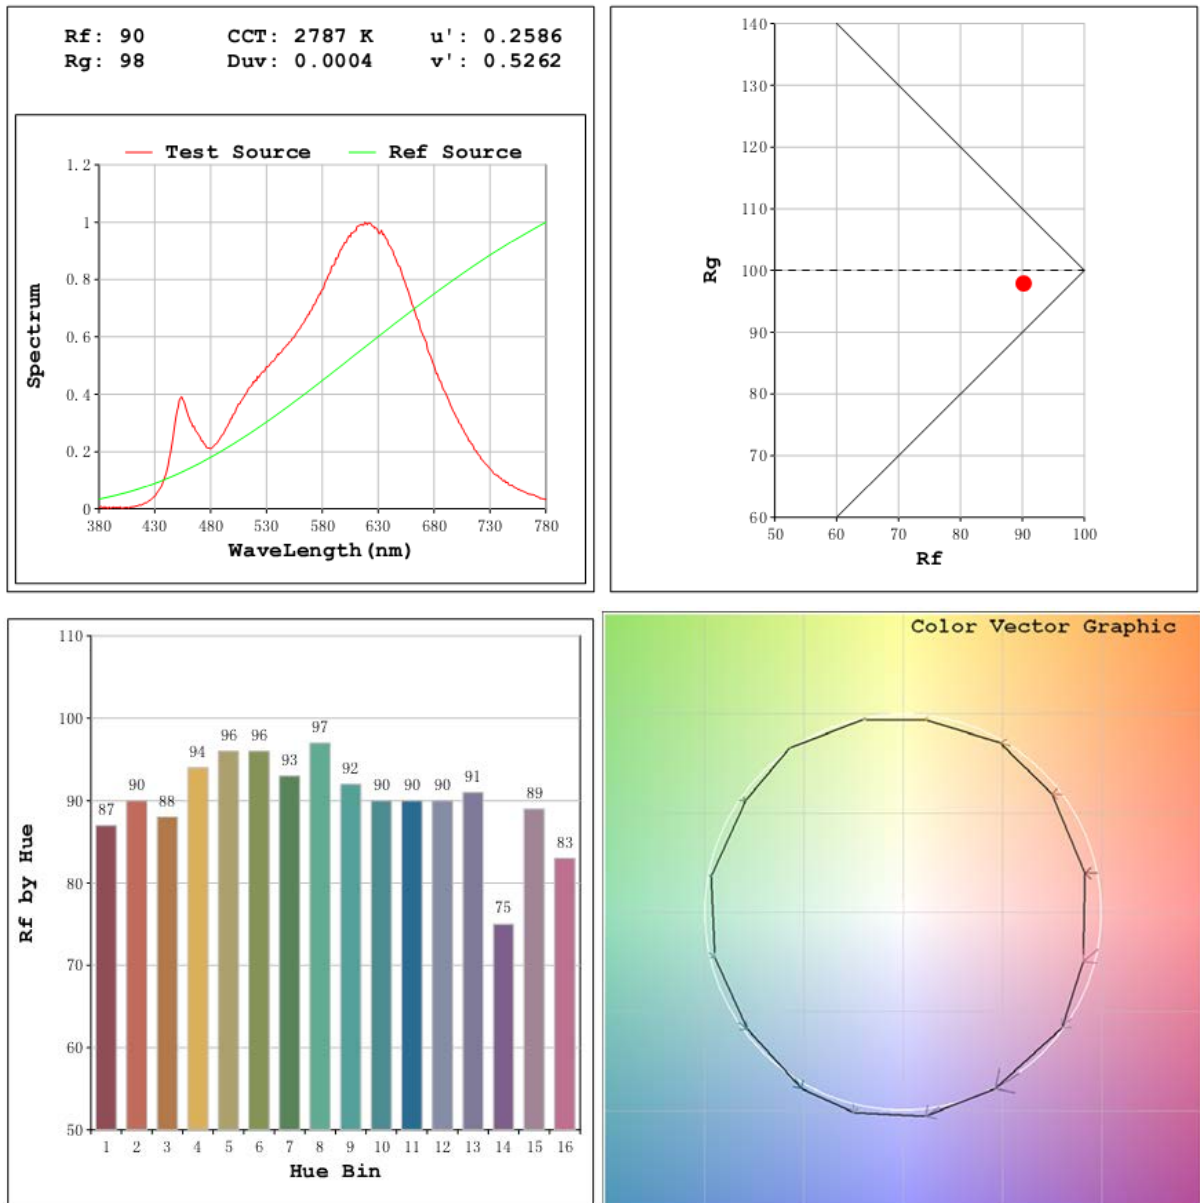 Rf: 90 CCT: 2787 K u': 0.2586
Rg: 98 Duv: 0.0004 v': 0.5262
Test Source Ref Source
1.2
1
0.8
0.6
0.4
0.2
0
Spectrum
380 430 480 530 580 630 680 730 780
WaveLength(nm)
140
130
120
110
100
90
80
70
60
Rg
50 60 70 80 90 100
Rf
110
100
90
80
70
60
50
Rf by Hue
87 90 88 94 96 96 93 97 92 90 90 90 91 75 89 83
1 2 3 4 5 6 7 8 9 10 11 12 13 14 15 16
Hue Bin
Color Vector Graphic